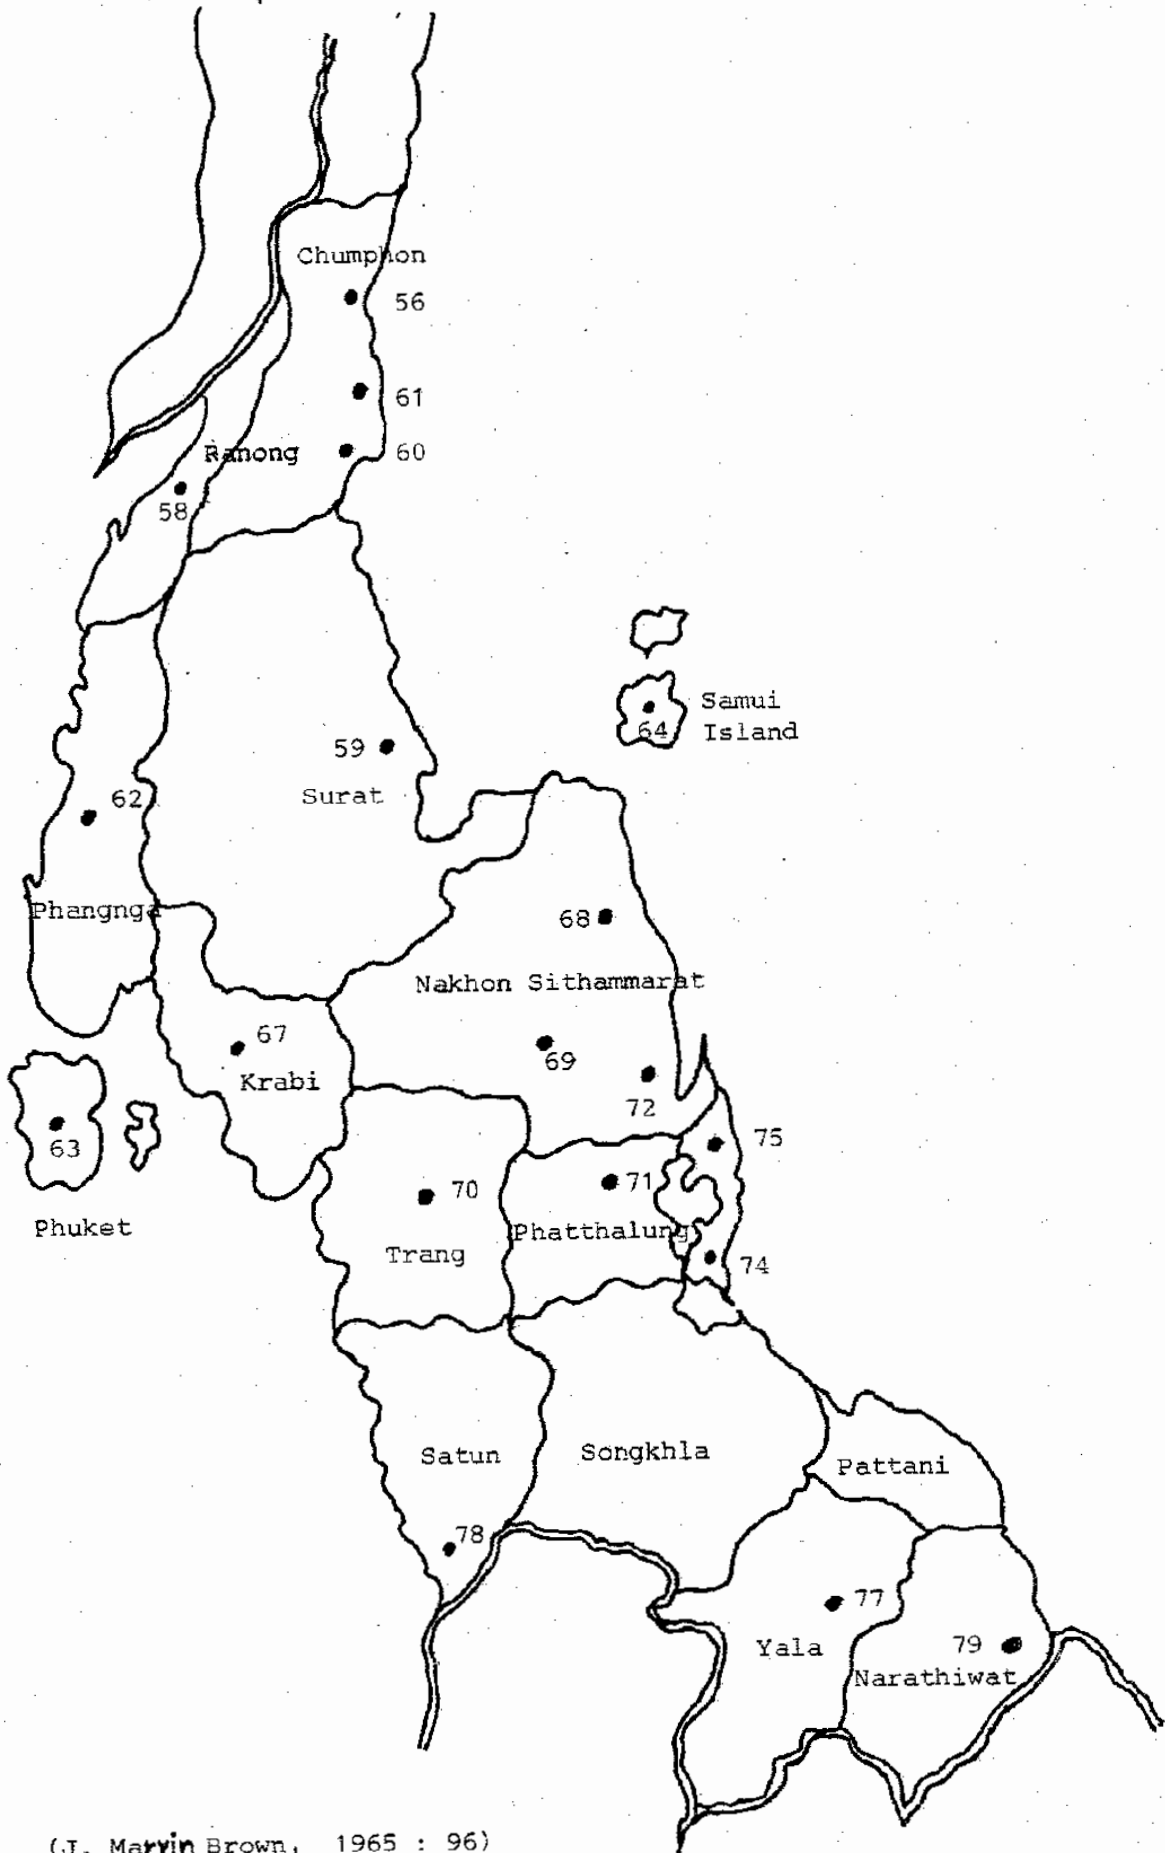 Chumphon
56
61
Ranong
60
58
Samui
64 Island
59
Surat
62
Phangnga
68
Nakhon Sithammarat
67
69
Krabi
72
63
75
70
71
Phuket
Phatthalung
Trang
74
Satun
Songkhla
Pattani
78
77
Yala
79
Narathiwat
(J. Marvin Brown, 1965 : 96)